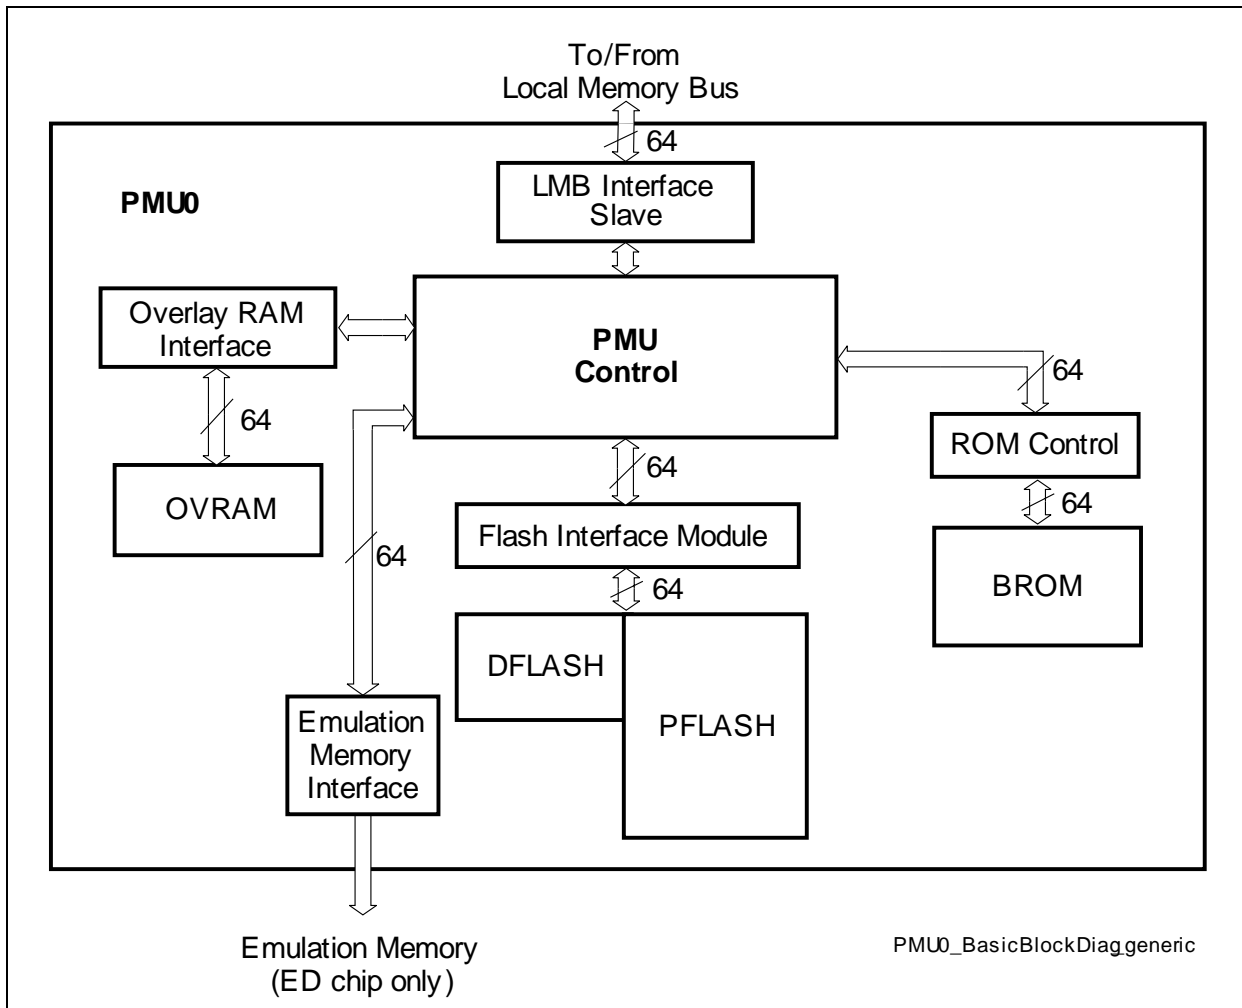 To/From
Local Memory Bus
64
PMU0
LMB Interface
Slave
Overlay RAM
Interface
PMU
Control
64
64
ROM Control
64
OVRAM
64
Flash Interface Module
64
64
BROM
DFLASH
PFLASH
Emulation
Memory
Interface
Emulation Memory
(ED chip only)
PMU0_BasicBlockDiag_generic